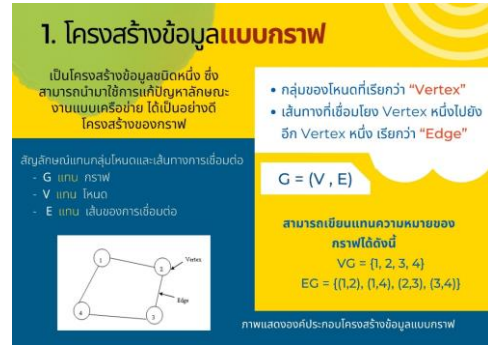 1. โครงสร้างข้อมูลแบบกราฟ
เป็นโครงสร้างข้อมูลชนิดหนึ่ง ซึ่ง
สามารถนำมาใช้การแก้ปัญหาลักษณะ
งานแบบเครือข่าย ได้เป็นอย่างดี
โครงสร้างของกราฟ
• กลุ่มของโหนดที่เรียกว่า “Vertex”
• เส้นทางที่เชื่อมโยง Vertex หนึ่งไปยัง
อีก Vertex หนึ่ง เรียกว่า “Edge”
สัญลักษณ์แทนกลุ่มโหนดและเส้นทางการเชื่อมต่อ
- G แทน กราฟ
- V แทน โหนด
- E แทน เส้นของการเชื่อมต่อ
G = (V , E)
สามารถเขียนแทนความหมายของ
กราฟได้ดังนี้
VG = {1, 2, 3, 4}
EG = {(1,2), (1,4), (2,3), (3,4)}
1
2
Vertex
Edge
4
3
ภาพแสดงองค์ประกอบโครงสร้างข้อมูลแบบกราฟ